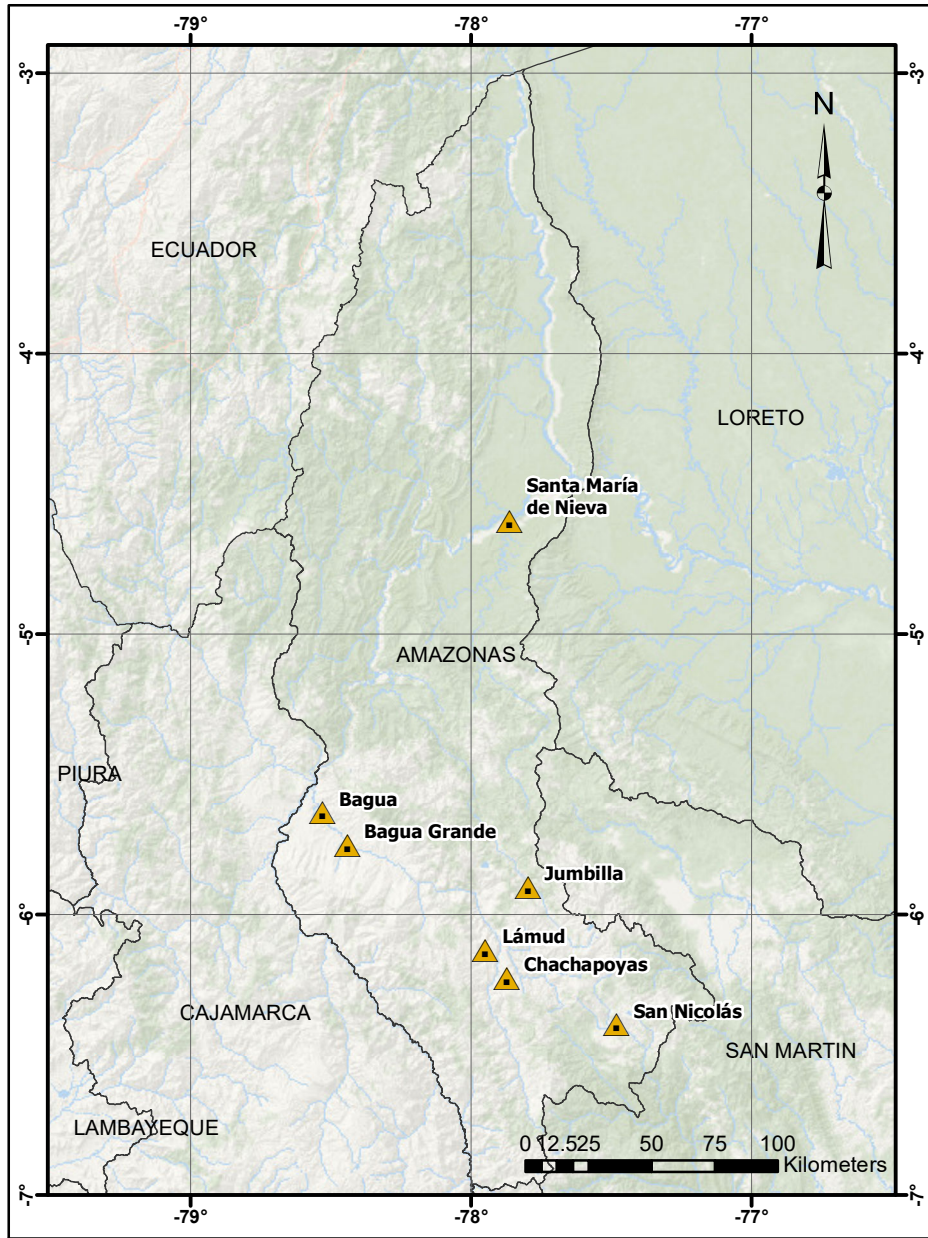 -79° -78° -77°
-3° -3°
N
ECUADOR
-4° -4°
LORETO
Santa María
de Nieva
-5° -5°
AMAZONAS
PIURA
Bagua
Bagua Grande
Jumbilla
-6° -6°
Lámud
Chachapoyas
San Nicolás
CAJAMARCA
SAN MARTIN
LAMBAYEQUE
0 12.5 25 50 75 100
Kilometers
-7° -7°
-79° -78° -77°